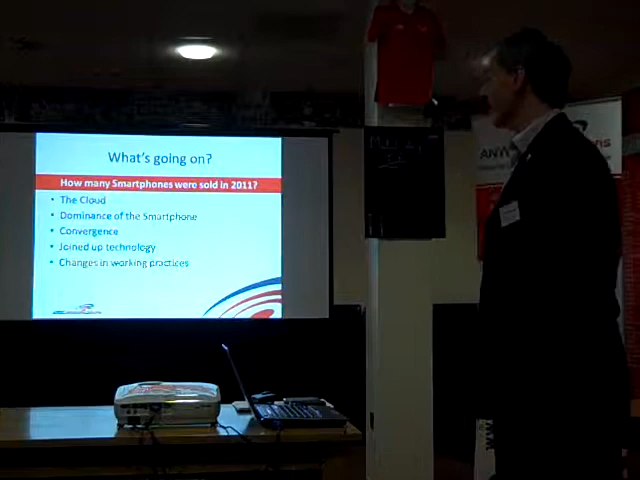 What's going on?
How many Smartphones were sold in 2011?
• The Cloud
• Dominance of the Smartphone
• Convergence
• Joined up technology
• Changes in working practices